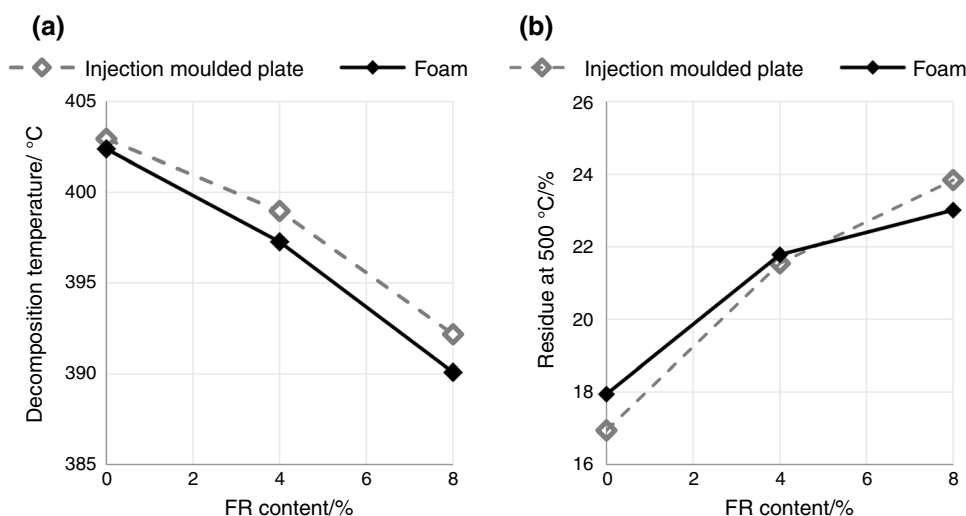 (a)
Injection moulded plate Foam
405
400
395
390
385
0 2 4 6 8
Decomposition temperature/ °C
FR content/%
(b)
Injection moulded plate Foam
26
24
22
20
18
16
0 2 4 6 8
Residue at 500 °C/%
FR content/%